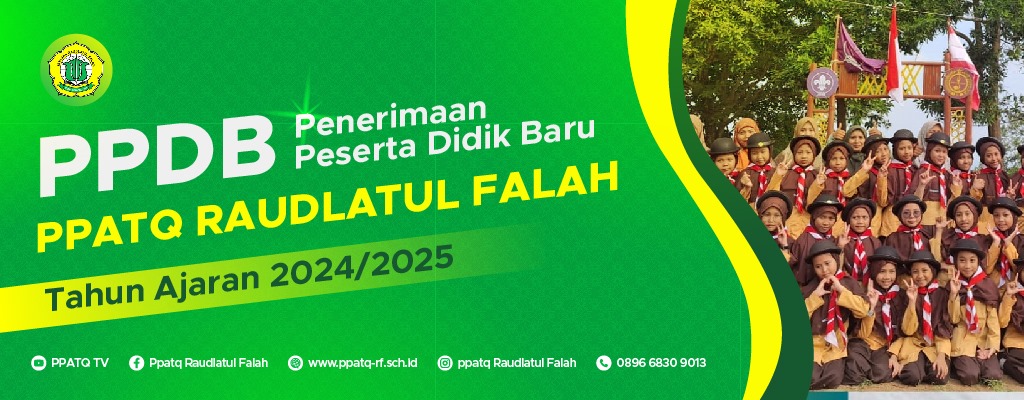 PPDB
Penerimaan
Peserta Didik Baru
PPATQ RAUDLATUL FALAH
Tahun Ajaran 2024/2025
PPATQ TV
Ppatq Raudlatul Falah
www.ppatq-rf.sch.id
ppatq Raudlatul Falah
0896 6830 9013